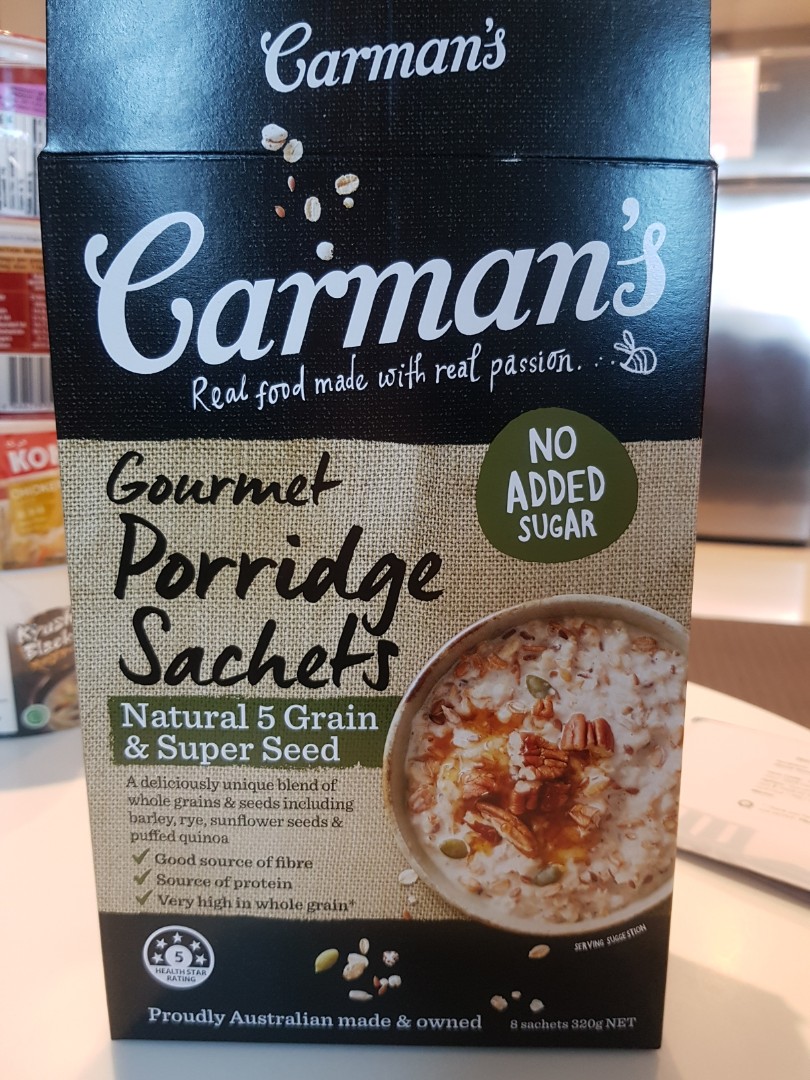 Carman's
Carman's
Real food made with real passion.
NO
ADDED
SUGAR
Gourmet
Porridge
Sachets
Natural 5 Grain
& Super Seed
A deliciously unique blend of
whole grains & seeds including
barley, rye, sunflower seeds &
puffed quinoa
Good source of fibre
Source of protein
Very high in whole grain*
SERVING SUGGESTION
5
HEALTH STAR
RATING
Proudly Australian made & owned
8 sachets 320g NET